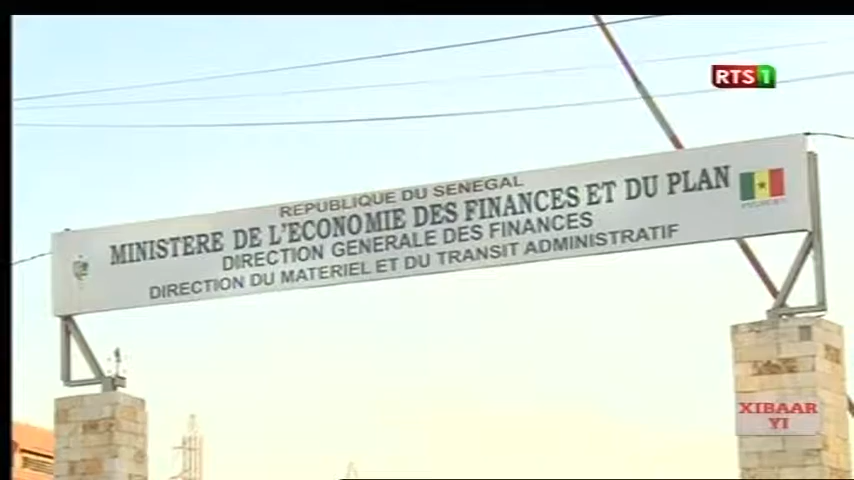 RTS1
REPUBLIQUE DU SENEGAL
MINISTERE DE L'ECONOMIE DES FINANCES ET DU PLAN
DIRECTION GENERALE DES FINANCES
DIRECTION DU MATERIEL ET DU TRANSIT ADMINISTRATIF
XIBAAR
YI